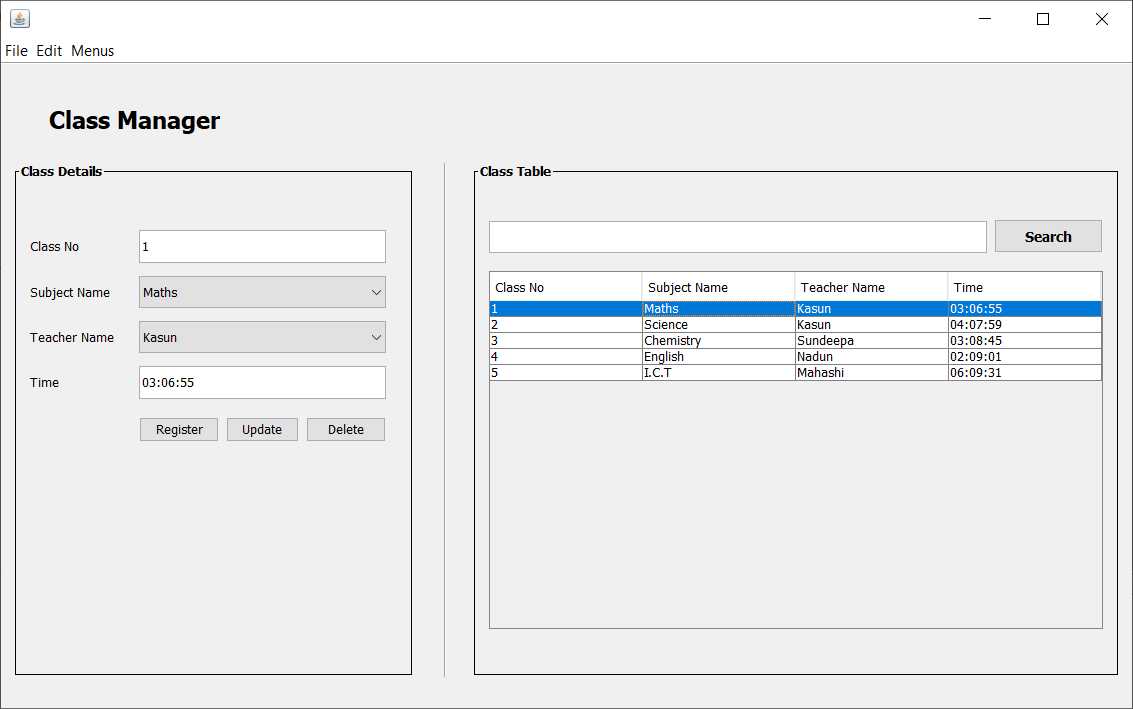 File Edit Menus
Class Manager
Class Details
Class No 1
Subject Name Maths
Teacher Name Kasun
Time 03:06:55
Register Update Delete
Class Table
Search
Class No Subject Name Teacher Name Time
1 Maths Kasun 03:06:55
2 Science Kasun 04:07:59
3 Chemistry Sundeepa 03:08:45
4 English Nadun 02:09:01
5 I.C.T Mahashi 06:09:31